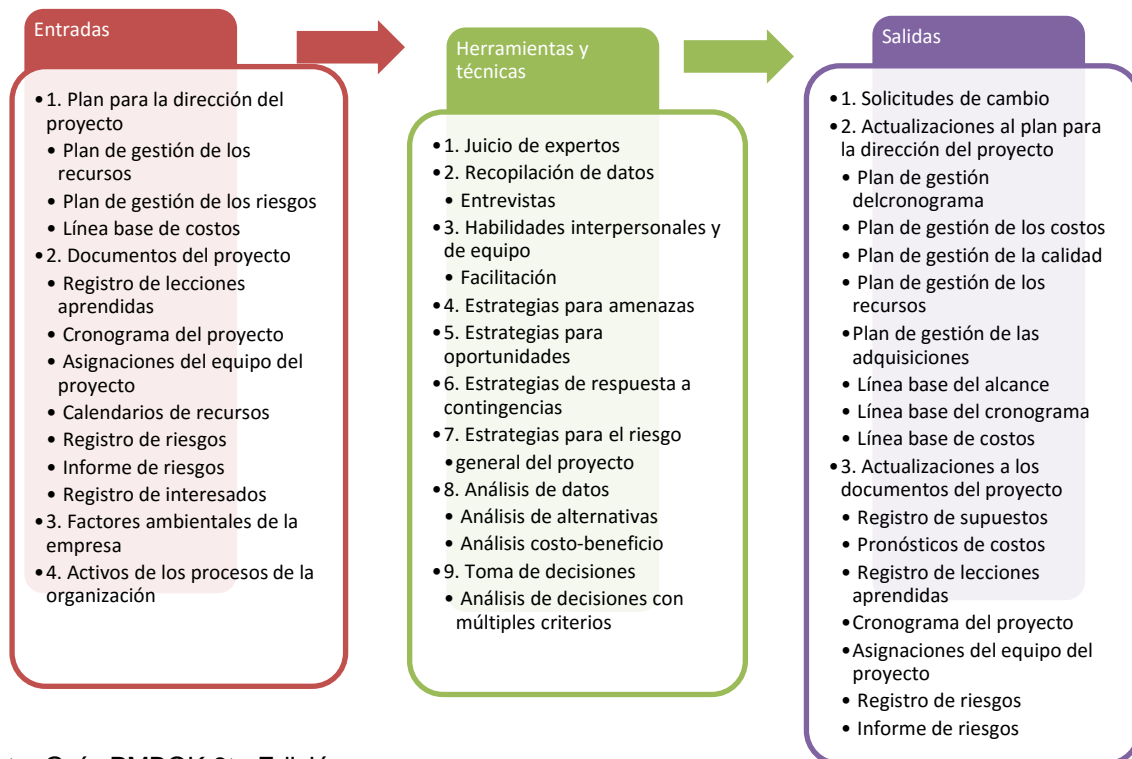 Entradas
•1. Plan para la dirección del
proyecto
• Plan de gestión de los
recursos
• Plan de gestión de los riesgos
• Línea base de costos
•2. Documentos del proyecto
• Registro de lecciones
aprendidas
• Cronograma del proyecto
• Asignaciones del equipo del
proyecto
• Calendarios de recursos
• Registro de riesgos
• Informe de riesgos
• Registro de interesados
•3. Factores ambientales de la
empresa
•4. Activos de los procesos de la
organización
Herramientas y
técnicas
•1. Juicio de expertos
•2. Recopilación de datos
• Entrevistas
•3. Habilidades interpersonales y
de equipo
• Facilitación
•4. Estrategias para amenazas
•5. Estrategias para
oportunidades
•6. Estrategias de respuesta a
contingencias
•7. Estrategias para el riesgo
•general del proyecto
•8. Análisis de datos
• Análisis de alternativas
• Análisis costo-beneficio
•9. Toma de decisiones
• Análisis de decisiones con
múltiples criterios
Salidas
•1. Solicitudes de cambio
•2. Actualizaciones al plan para
la dirección del proyecto
• Plan de gestión
delcronograma
• Plan de gestión de los costos
• Plan de gestión de la calidad
• Plan de gestión de los
recursos
•Plan de gestión de las
adquisiciones
• Línea base del alcance
• Línea base del cronograma
• Línea base de costos
•3. Actualizaciones a los
documentos del proyecto
• Registro de supuestos
• Pronósticos de costos
• Registro de lecciones
aprendidas
•Cronograma del proyecto
•Asignaciones del equipo del
proyecto
• Registro de riesgos
• Informe de riesgos